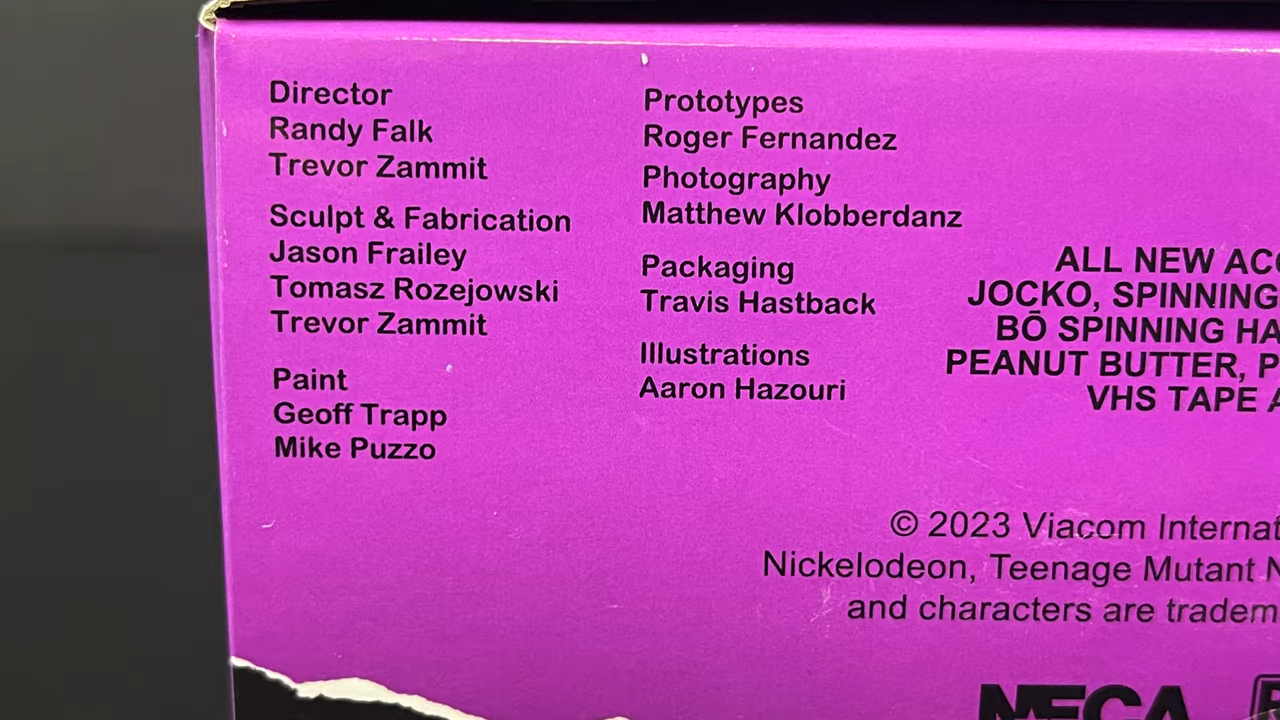 Director
Randy Falk
Trevor Zammit
Sculpt & Fabrication
Jason Frailey
Tomasz Rozejowski
Trevor Zammit
Paint
Geoff Trapp
Mike Puzzo
Prototypes
Roger Fernandez
Photography
Matthew Klobberdanz
Packaging
Travis Hastback
Illustrations
Aaron Hazouri
ALL NEW
JOCKO, SPINNING
BŌ SPINNING
PEANUT BUTTER,
VHS TAPE
© 2023 Viacom
Nickelodeon, Teenage Mutant
and characters are
NECA